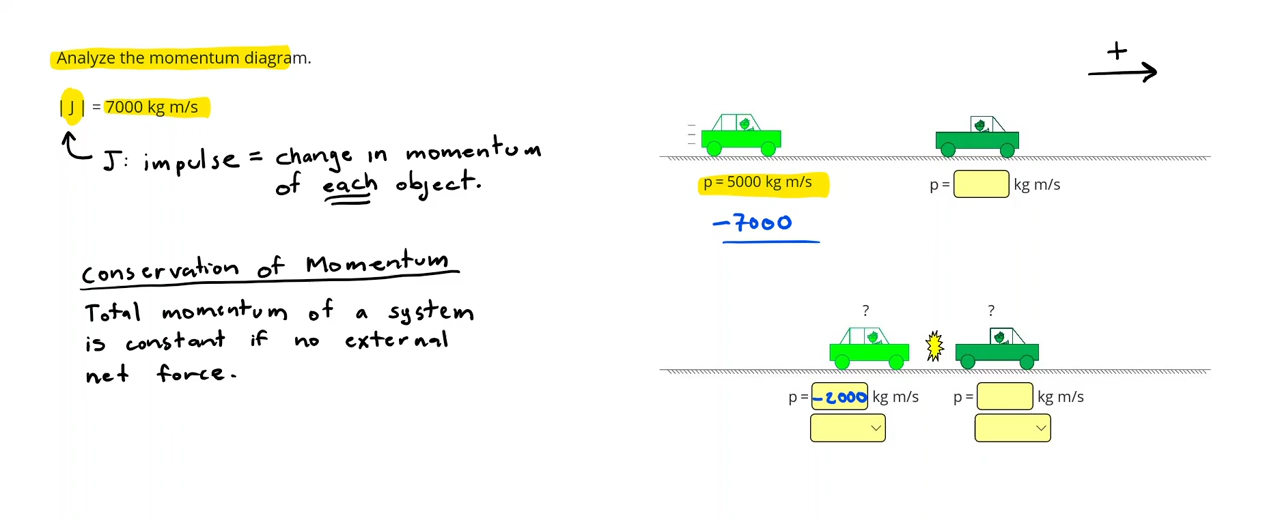 Analyze the momentum diagram.
| J | = 7000 kg m/s
J: impulse = change in momentum
of each object.
Conservation of Momentum
Total momentum of a system
is constant if no external
net force.
+
p = 5000 kg m/s
-7000
p = kg m/s
? ?
p = -2000 kg m/s
p = kg m/s